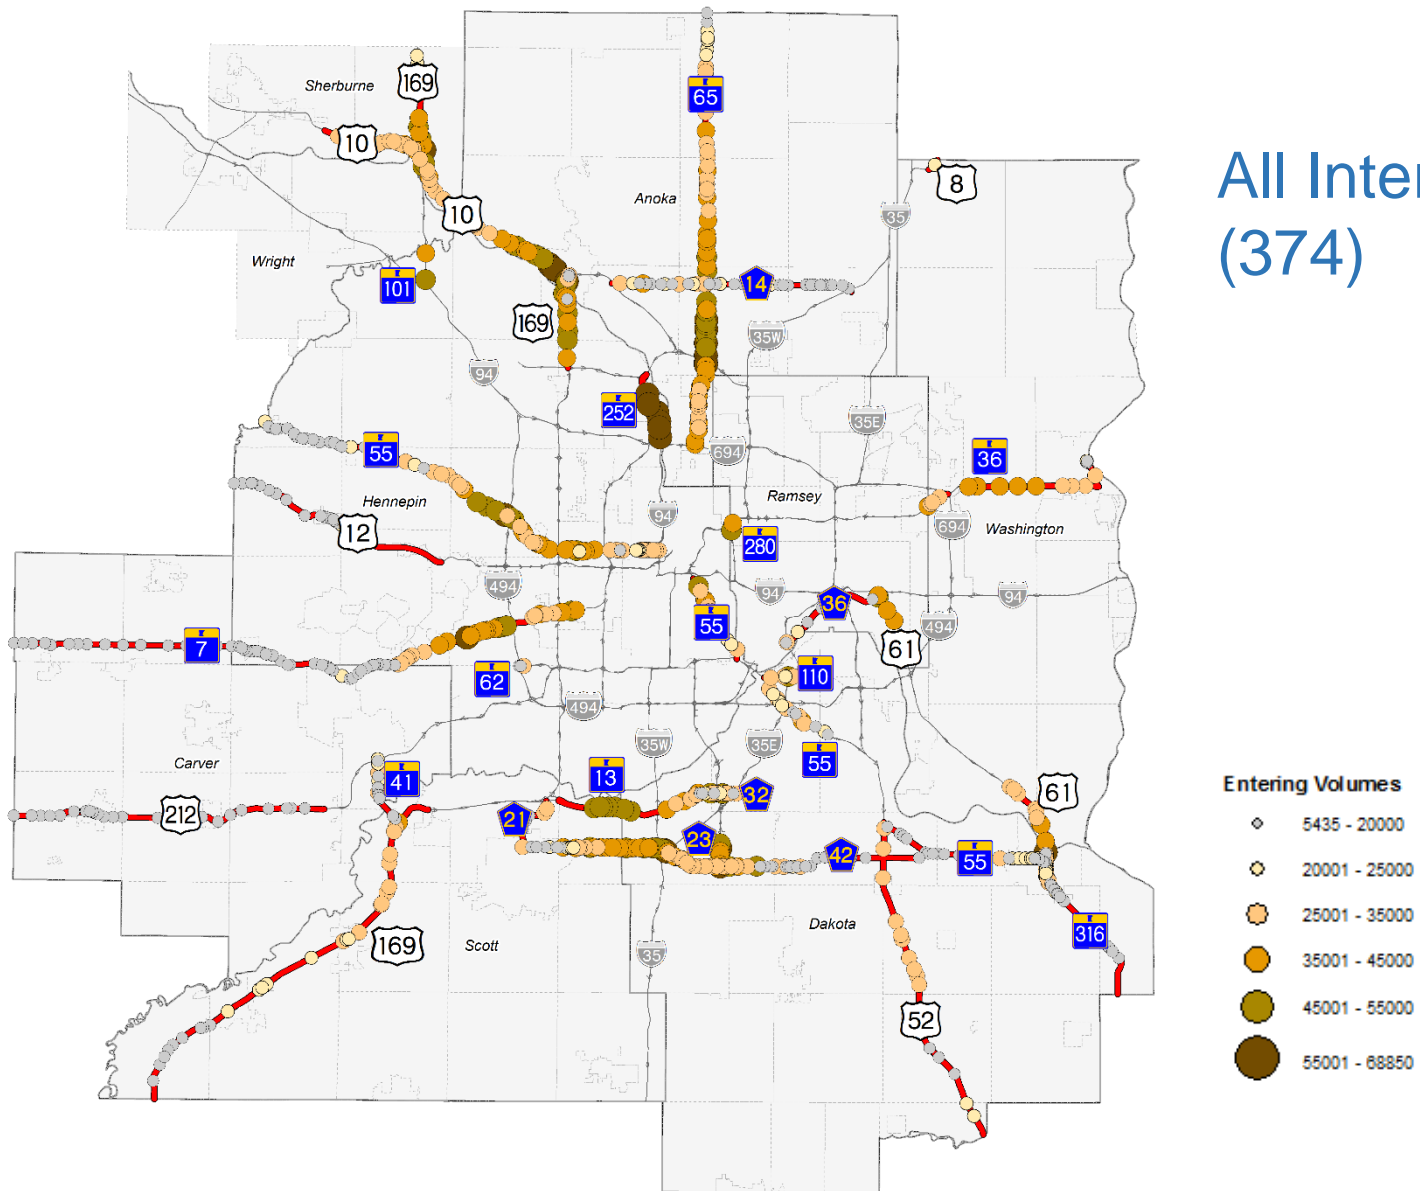 All Inter
(374)
Sherburne
169
10
65
10
Anoka
8
35
Wright
101
14
169
35W
94
252
55
35E
694
36
Hennepin
Ramsey
12
94
694
Washington
280
494
94
36
94
55
494
7
61
62
110
494
35W
35E
55
Carver
41
13
212
32
61
21
23
42
55
Dakota
316
169
Scott
35
52
Entering Volumes
5435 - 20000
20001 - 25000
25001 - 35000
35001 - 45000
45001 - 55000
55001 - 68850